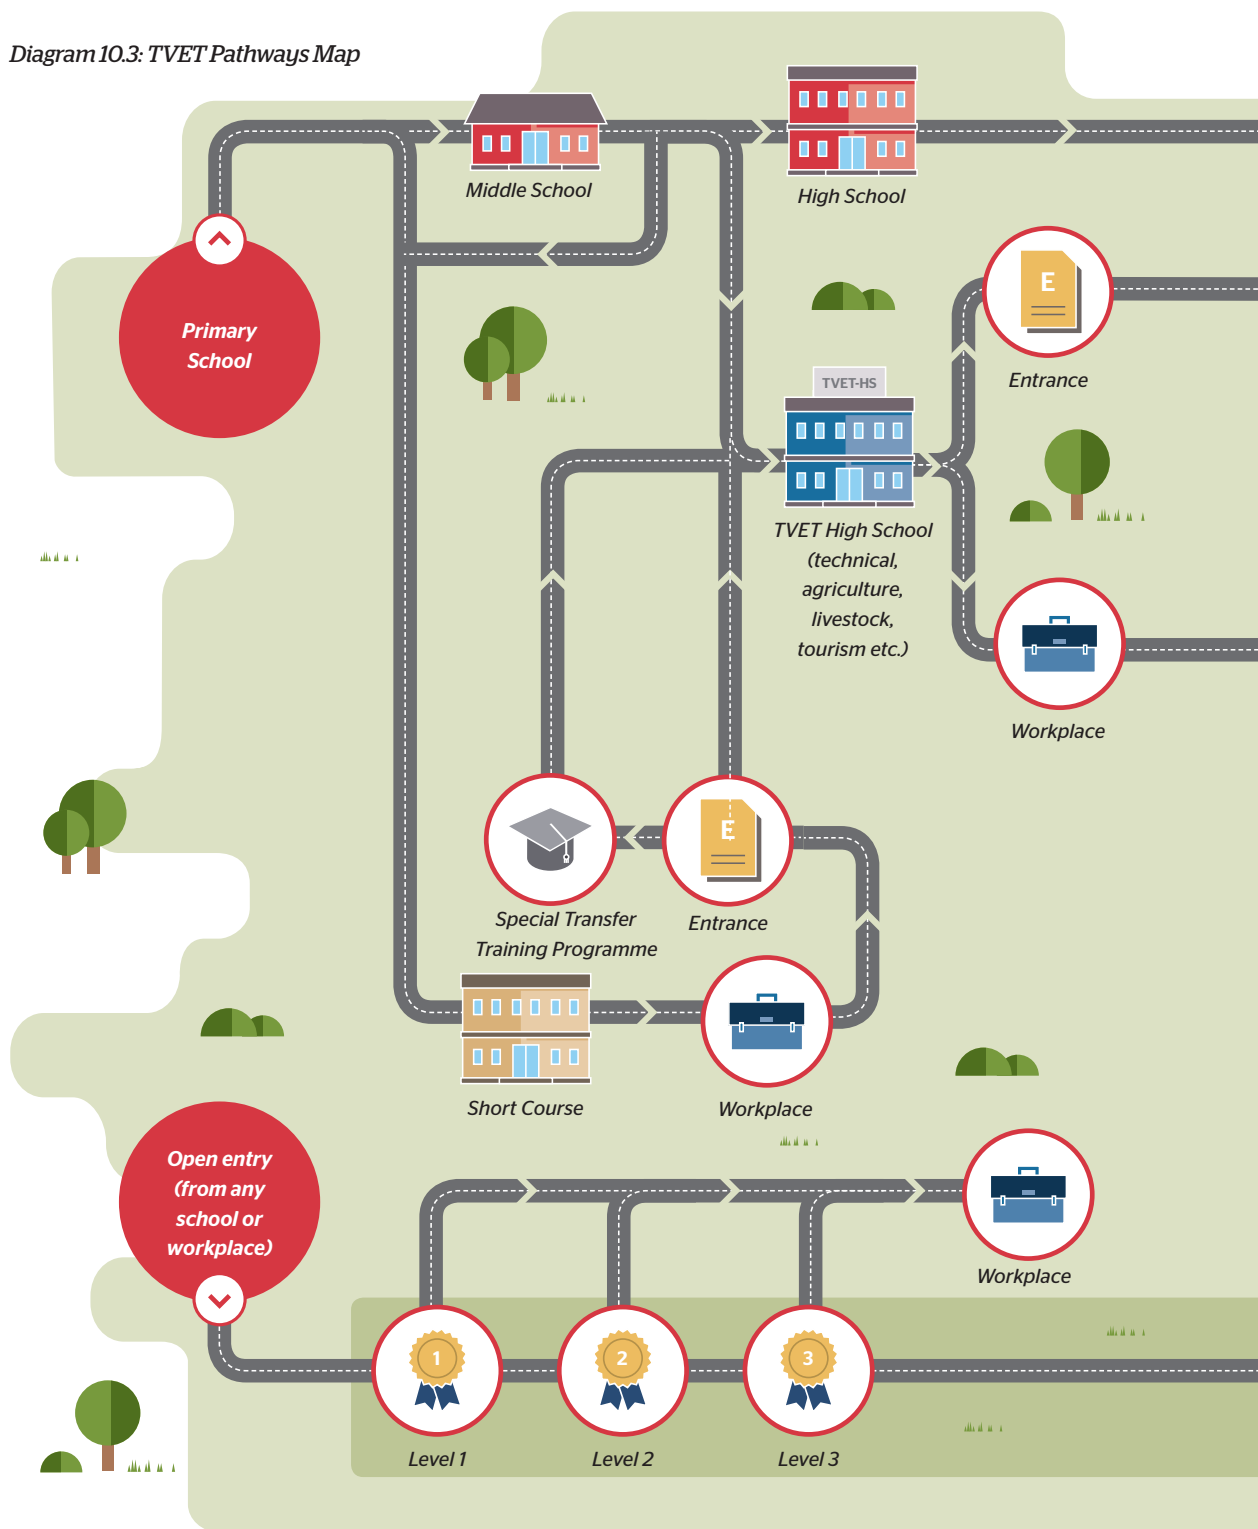 Diagram 10.3: TVET Pathways Map
Middle School
High School
Primary
School
E
Entrance
TVET-HS
TVET High School
(technical,
agriculture,
livestock,
tourism etc.)
Workplace
E
Special Transfer
Training Programme
Entrance
Short Course
Workplace
Open entry
(from any
school or
workplace)
Workplace
1
2
3
Level 1
Level 2
Level 3